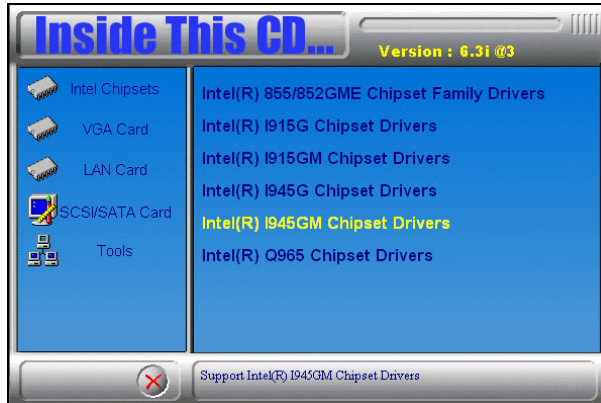 Inside This CD...
Version : 6.3i @3
Intel Chipsets
VGA Card
LAN Card
SCSI/SATA Card
Tools
Intel(R) 855/852GME Chipset Family Drivers
Intel(R) I915G Chipset Drivers
Intel(R) I915GM Chipset Drivers
Intel(R) I945G Chipset Drivers
Intel(R) I945GM Chipset Drivers
Intel(R) Q965 Chipset Drivers
Support Intel(R) I945GM Chipset Drivers